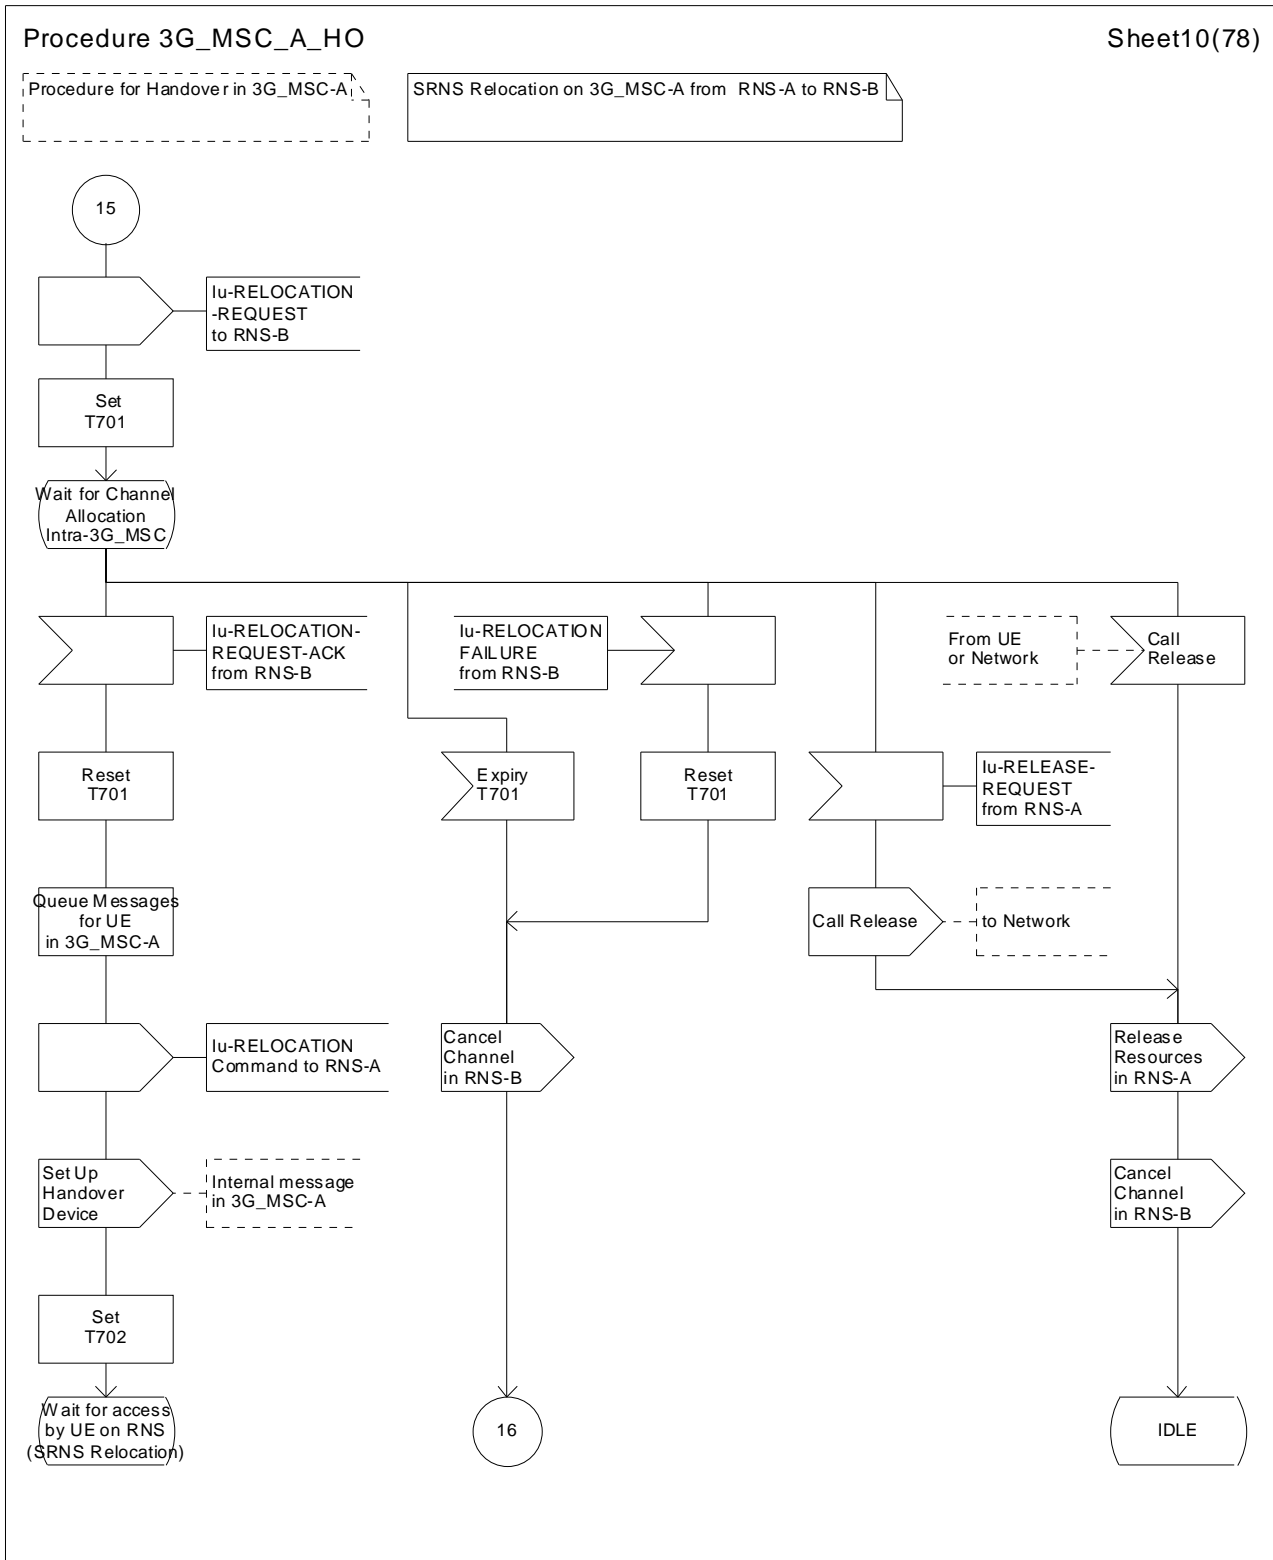 Procedure 3G_MSC_A_HO
Sheet10(78)
Procedure for Handover in 3G_MSC-A
SRNS Relocation on 3G_MSC-A from RNS-A to RNS-B
15
Iu-RELOCATION
-REQUEST
to RNS-B
Set
T701
Wait for Channel
Allocation
Intra-3G_MSC
Iu-RELOCATION-
REQUEST-ACK
from RNS-B
Iu-RELOCATION
FAILURE
from RNS-B
From UE
or Network
Call
Release
Reset
T701
Expiry
T701
Reset
T701
Iu-RELEASE-
REQUEST
from RNS-A
Queue Messages
for UE
in 3G_MSC-A
Call Release
to Network
Iu-RELOCATION
Command to RNS-A
Cancel
Channel
in RNS-B
Release
Resources
in RNS-A
Set Up
Handover
Device
Internal message
in 3G_MSC-A
Cancel
Channel
in RNS-B
Set
T702
Wait for access
by UE on RNS
(SRNS Relocation)
16
IDLE